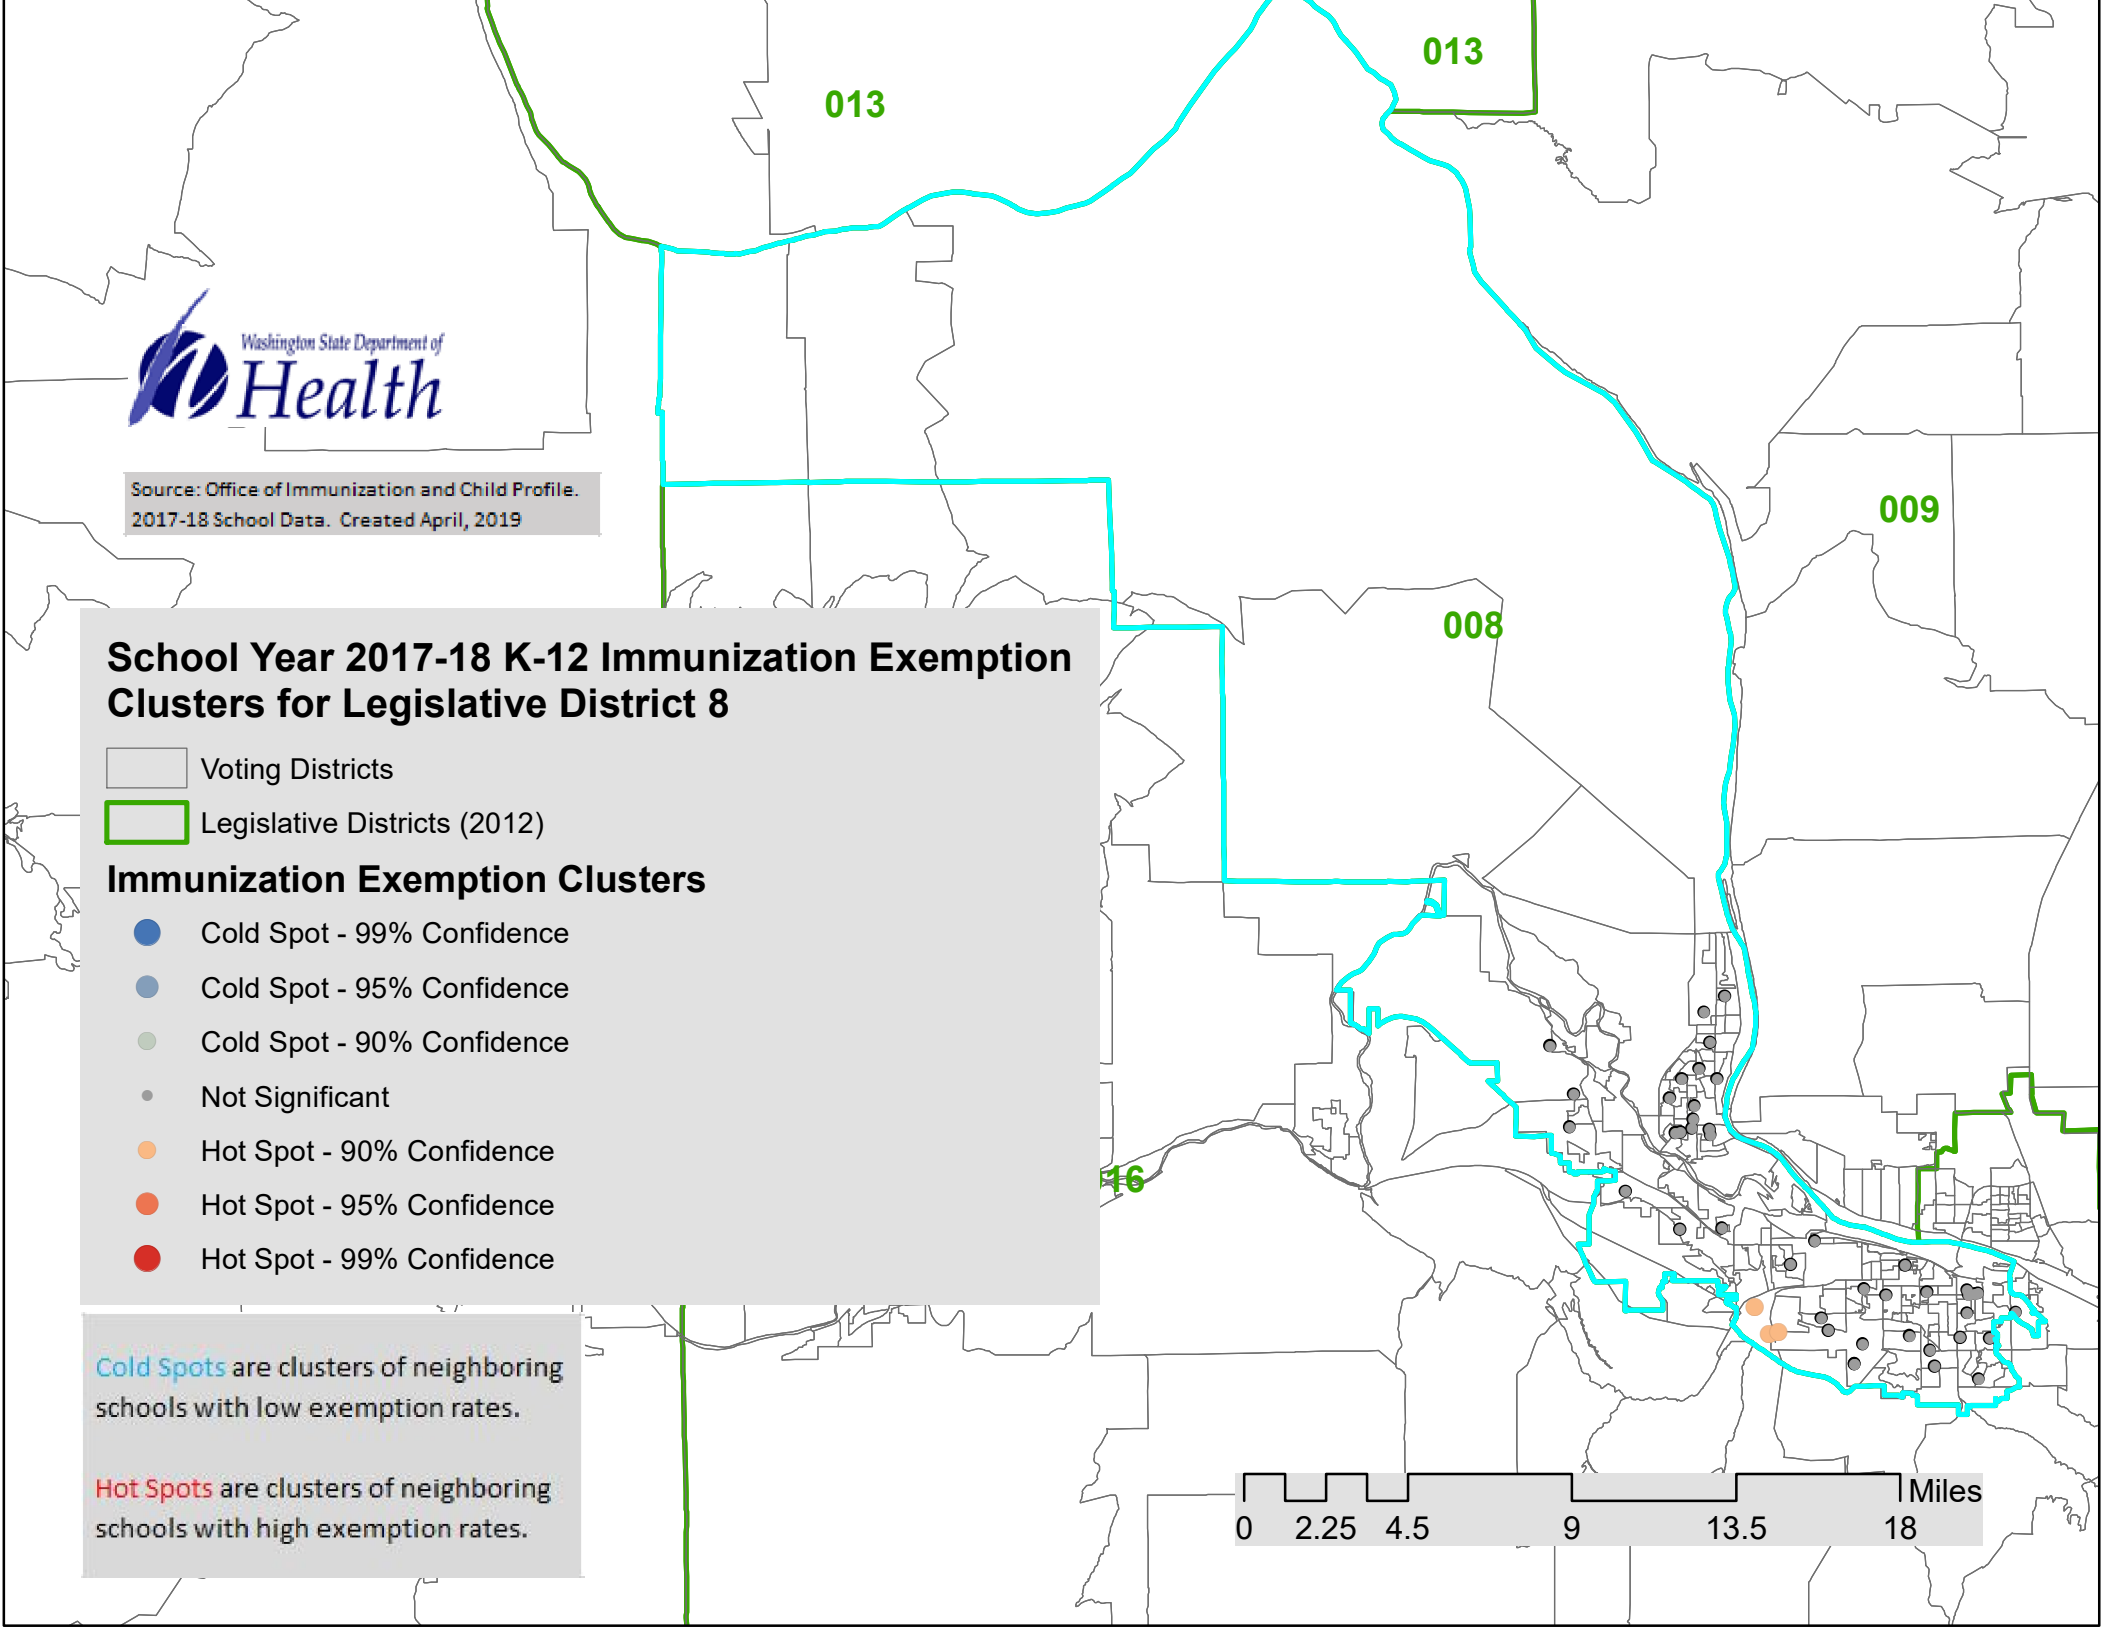 013
013
Washington State Department of
Health
Source: Office of Immunization and Child Profile.
2017-18 School Data. Created April, 2019
009
008
School Year 2017-18 K-12 Immunization Exemption
Clusters for Legislative District 8
Voting Districts
Legislative Districts (2012)
Immunization Exemption Clusters
Cold Spot - 99% Confidence
Cold Spot - 95% Confidence
Cold Spot - 90% Confidence
Not Significant
Hot Spot - 90% Confidence
Hot Spot - 95% Confidence
Hot Spot - 99% Confidence
16
Cold Spots are clusters of neighboring
schools with low exemption rates.
Hot Spots are clusters of neighboring
schools with high exemption rates.
Miles
0 2.25 4.5 9 13.5 18